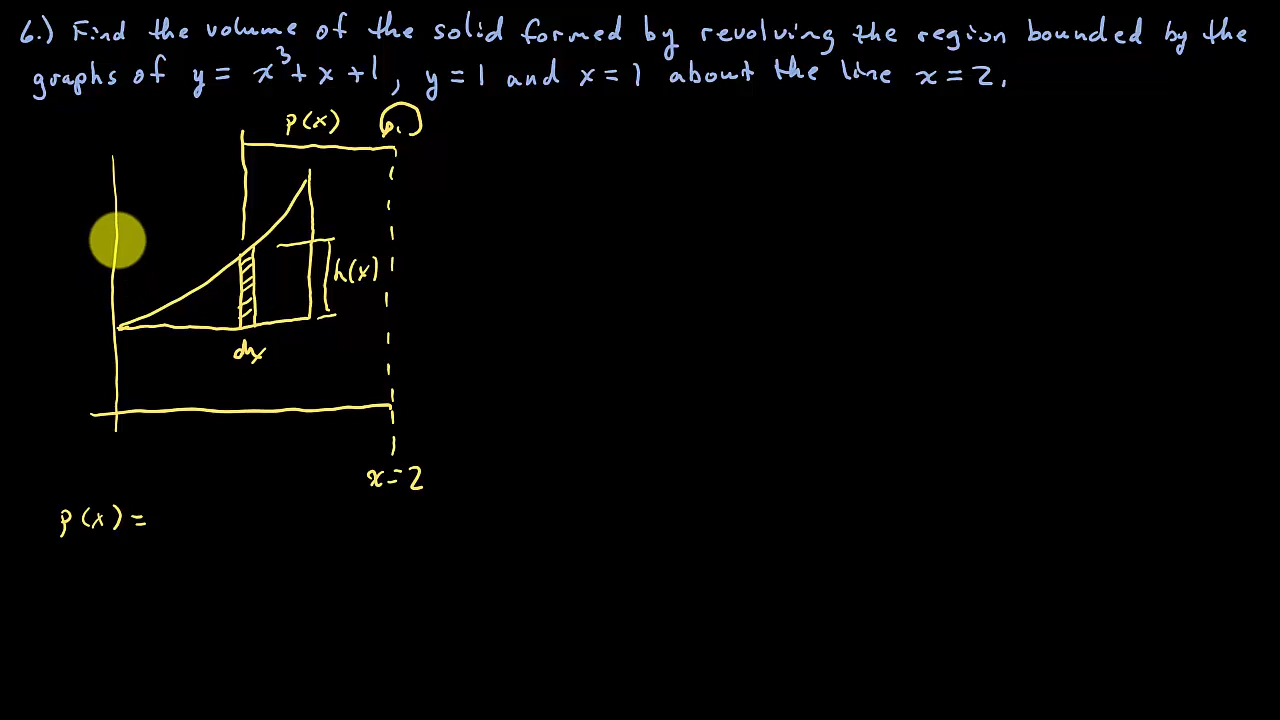 6.) Find the volume of the solid formed by revolving the region bounded by the
graphs of y = x³ + x + 1, y = 1 and x = 1 about the line x = 2.
p(x)
h(x)
dx
x = 2
p(x) =